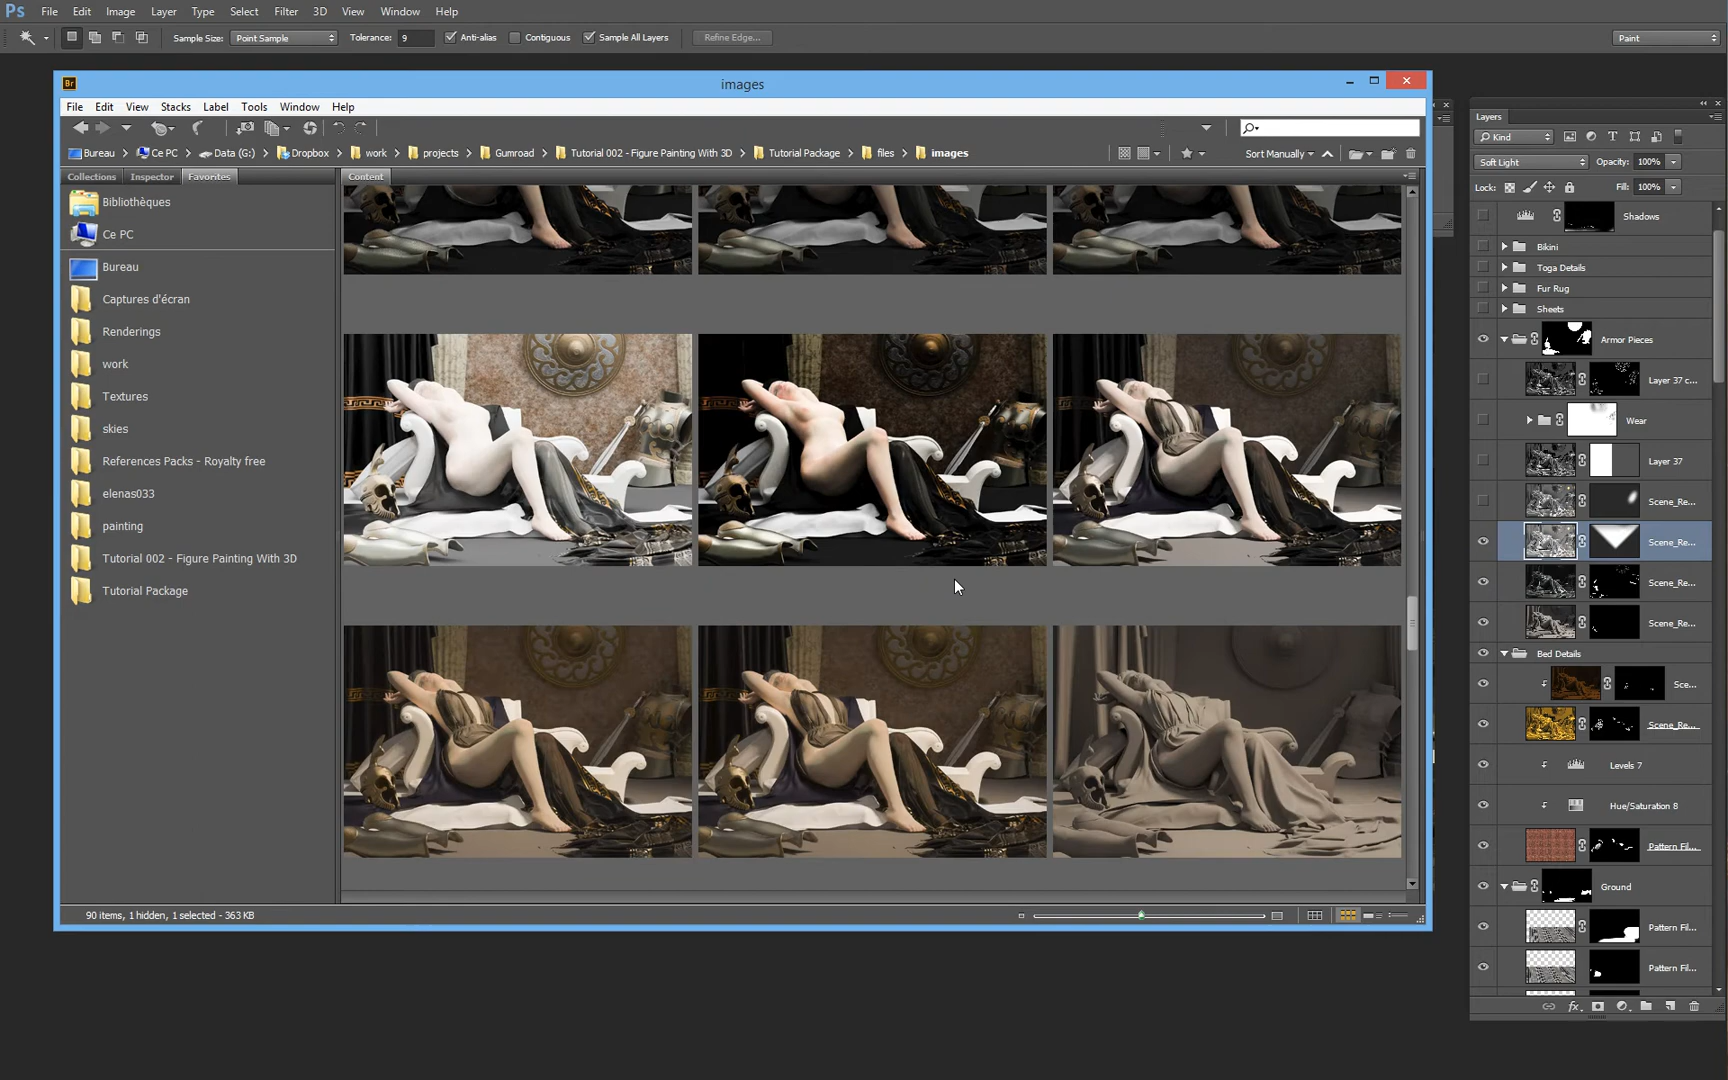 Ps File Edit Image Layer Type Select Filter 3D View Window Help
Sample Size: Point Sample Tolerance: 9 Anti-alias Contiguous Sample All Layers Refine Edge... Paint
Br images
File Edit View Stacks Label Tools Window Help
Bureau Ce PC Data (G:) Dropbox work projects Gumroad Tutorial 002 - Figure Painting With 3D Tutorial Package files images Sort Manually
Collections Inspector Favorites Content
Bibliothèques
Ce PC
Bureau
Captures d'écran
Renderings
work
Textures
skies
References Packs - Royalty free
elenas033
painting
Tutorial 002 - Figure Painting With 3D
Tutorial Package
90 items, 1 hidden, 1 selected - 363 KB
Layers
Kind
Soft Light Opacity: 100%
Lock: Fill: 100%
Shadows
Bikini
Toga Details
Fur Rug
Sheets
Armor Pieces
Layer 37 c...
Wear
Layer 37
Scene_Re...
Scene_Re...
Scene_Re...
Scene_Re...
Bed Details
Sce...
Scene_Re...
Levels 7
Hue/Saturation 8
Pattern Fil...
Ground
Pattern Fil...
Pattern Fil...
fx